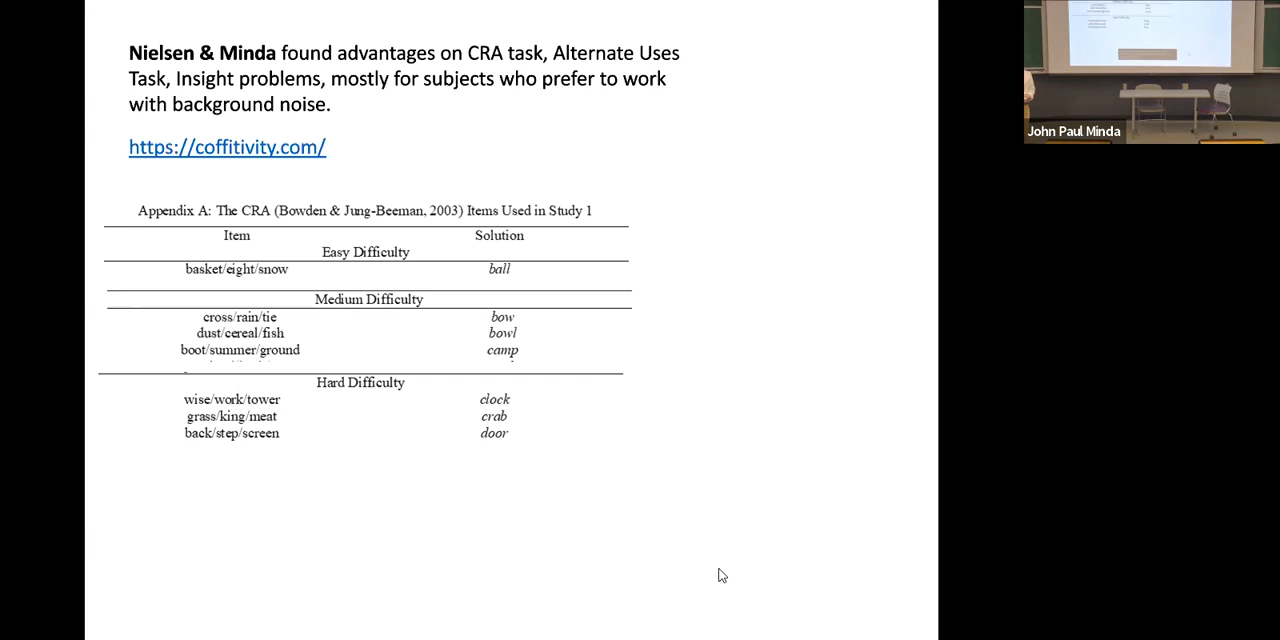 Nielsen & Minda found advantages on CRA task, Alternate Uses
Task, Insight problems, mostly for subjects who prefer to work
with background noise.
https://coffitivity.com/
Appendix A: The CRA (Bowden & Jung-Beeman, 2003) Items Used in Study 1
Item Solution
Easy Difficulty
basket/eight/snow ball
Medium Difficulty
cross/rain/tie bow
dust/cereal/fish bowl
boot/summer/ground camp
Hard Difficulty
wise/work/tower clock
grass/king/meat crab
back/step/screen door
John Paul Minda